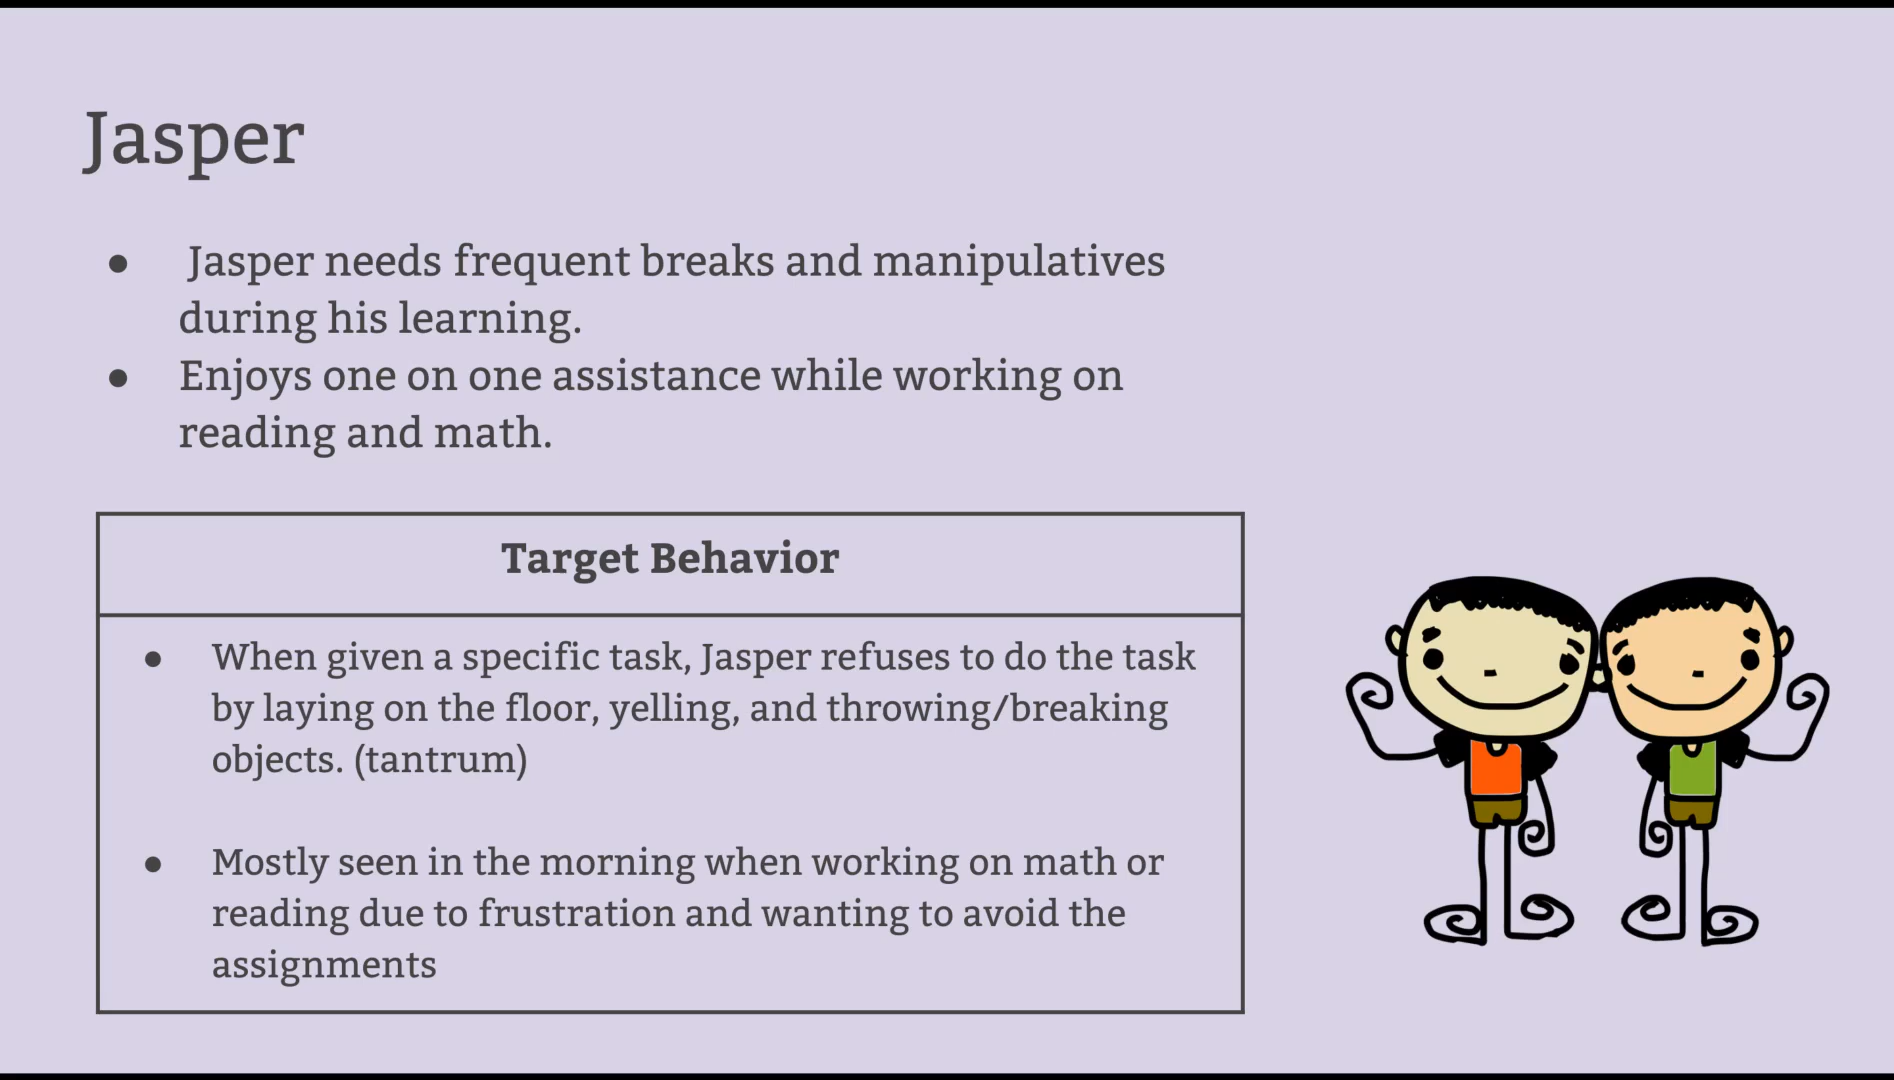 Jasper
● Jasper needs frequent breaks and manipulatives
during his learning.
● Enjoys one on one assistance while working on
reading and math.
Target Behavior
● When given a specific task, Jasper refuses to do the task
by laying on the floor, yelling, and throwing/breaking
objects. (tantrum)
● Mostly seen in the morning when working on math or
reading due to frustration and wanting to avoid the
assignments